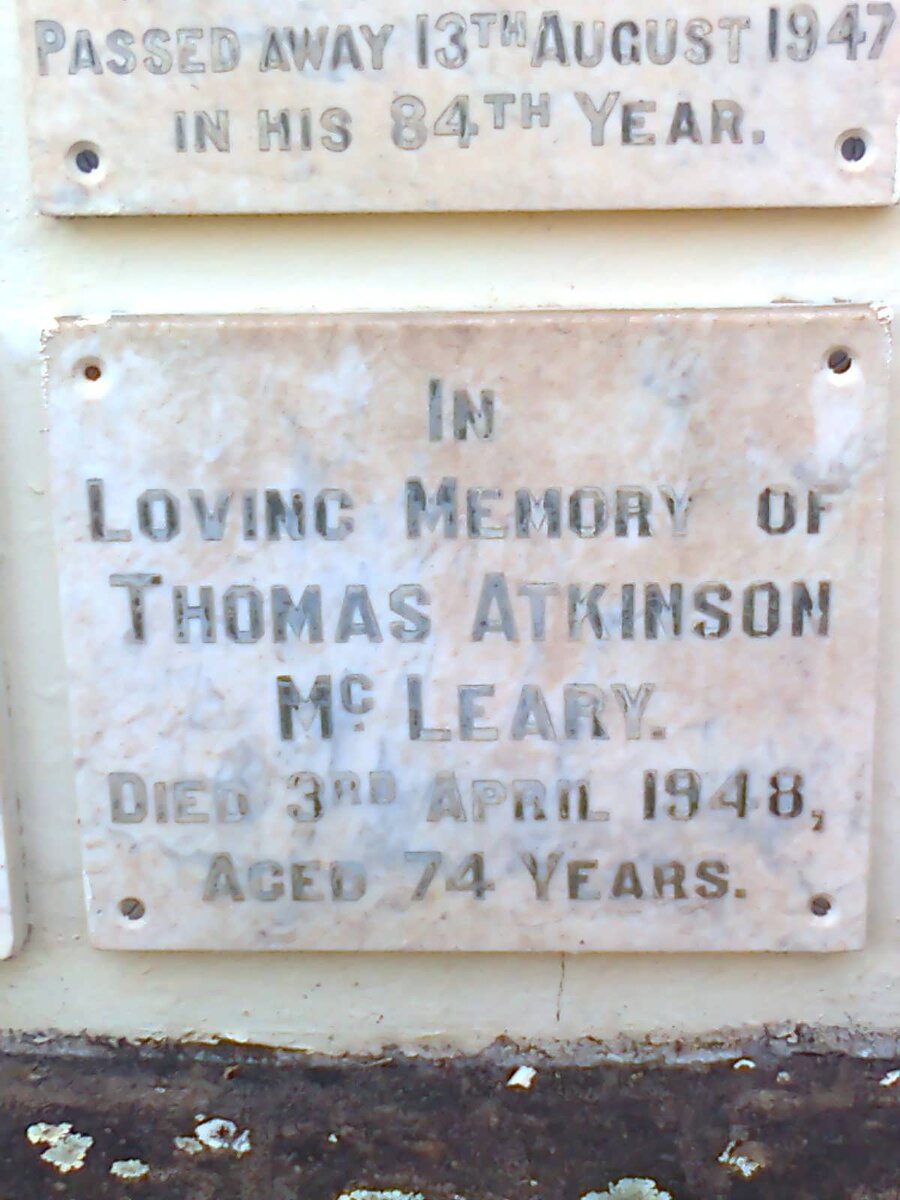 PASSED AWAY 13TH AUGUST 1947
IN HIS 84TH YEAR.
IN
LOVING MEMORY OF
THOMAS ATKINSON
MC LEARY.
DIED 3RD APRIL 1948,
AGED 74 YEARS.